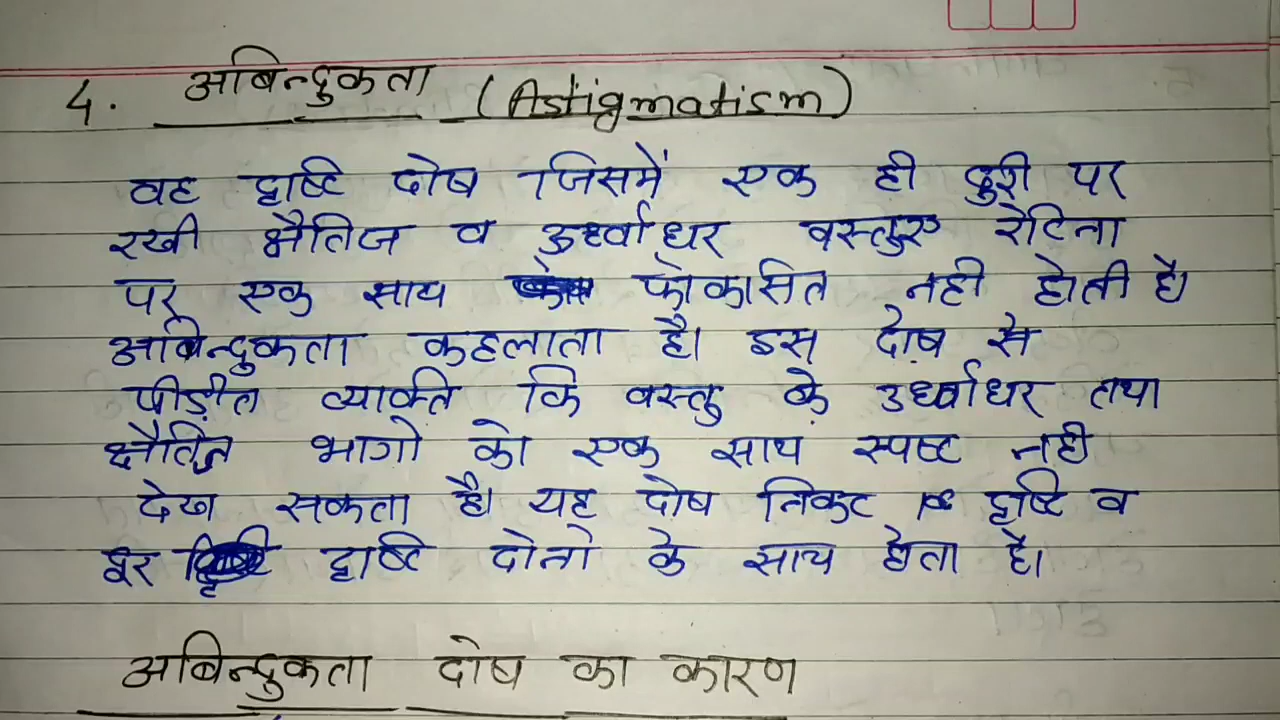 4. अबिन्दुकता (Astigmatism)
वह दृष्टि दोष जिसमें एक ही दुरी पर
रखी क्षैतिज व उर्ध्वाधर वस्तुए रेटिना
पर एक साथ फोकासित नही होती है।
अबिन्दुकता कहलाता है। इस दोष से
पीड़ीत व्यक्ति कि वस्तु के उर्ध्वाधर तथा
क्षैतिज भागो को एक साथ स्पष्ट नही
देख सकता है। यह दोष निकट दृष्टि व
दूर दृष्टि दोनो के साथ होता है।
अबिन्दुकता दोष का कारण